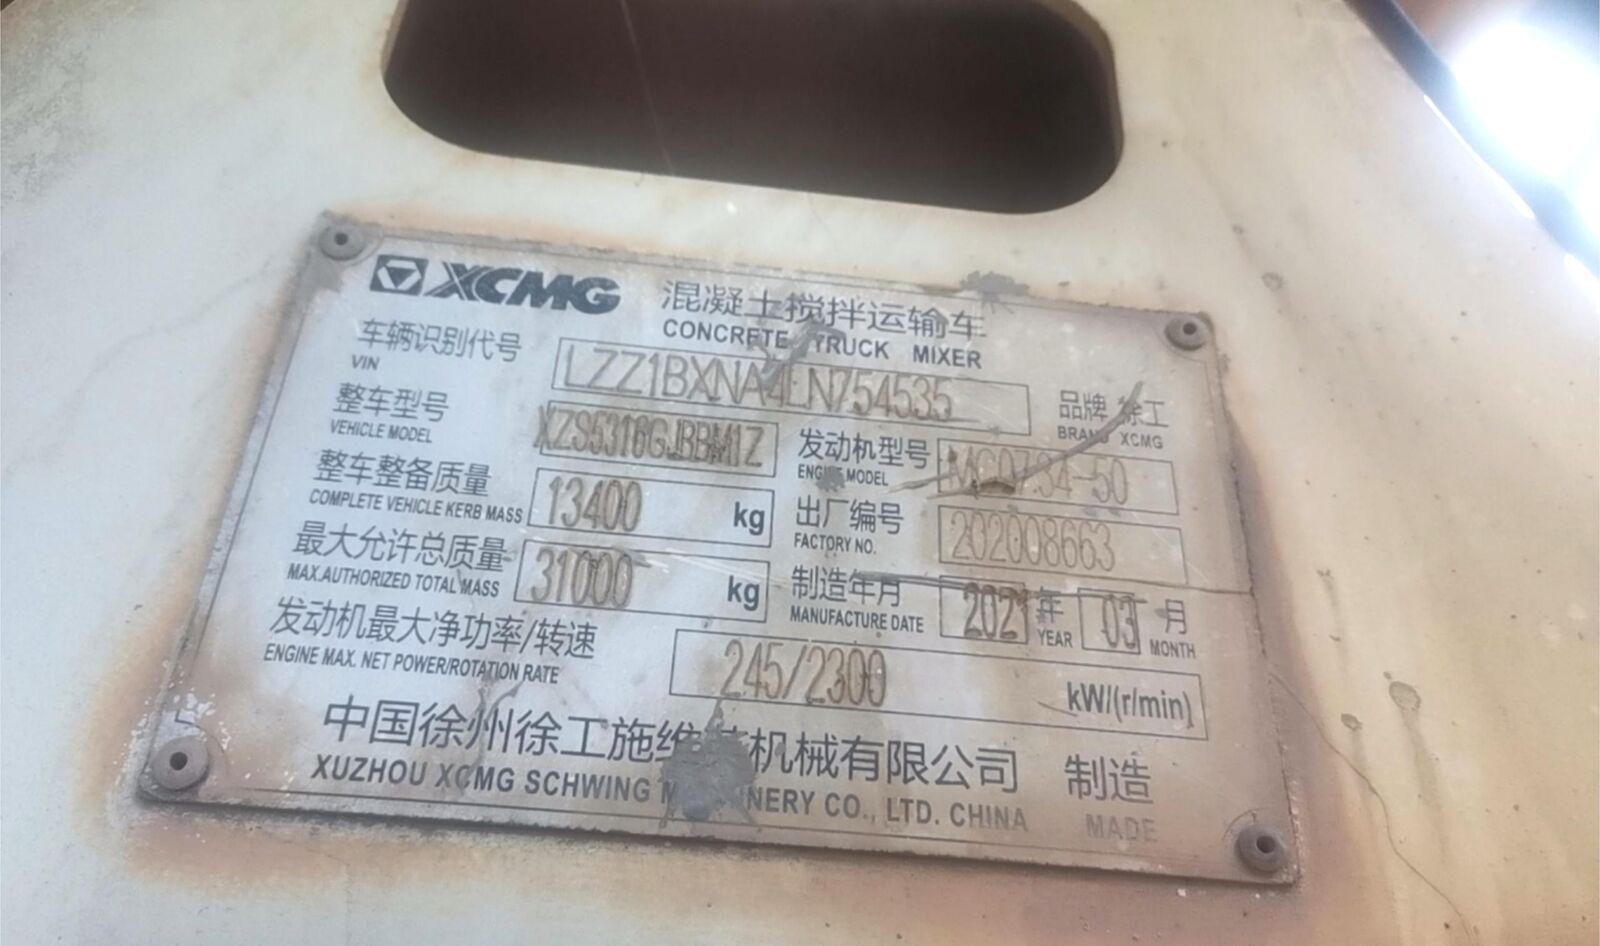 XCMG 混凝土搅拌运输车
CONCRETE TRUCK MIXER
车辆识别代号 LZZ1BXNA4LN754535
VIN
品牌 徐工
BRAND XCMG
整车型号 XZS5318GJBBM1Z
VEHICLE MODEL
发动机型号 MC07.34-50
ENGINE MODEL
整车整备质量 13400 kg
COMPLETE VEHICLE KERB MASS
出厂编号 202008663
FACTORY NO.
最大允许总质量 31000 kg
MAX.AUTHORIZED TOTAL MASS
制造年月 2021 年 03 月
MANUFACTURE DATE YEAR MONTH
发动机最大净功率/转速 245/2300 kW/(r/min)
ENGINE MAX. NET POWER/ROTATION RATE
中国徐州徐工施维英机械有限公司 制造
XUZHOU XCMG SCHWING MACHINERY CO., LTD. CHINA MADE